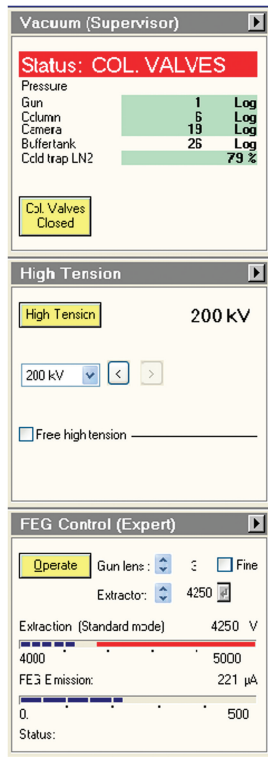 Vacuum (Supervisor)
Status: COL. VALVES
Pressure
Gun 1 Log
Column 6 Log
Camera 19 Log
Buffertank 26 Log
Cold trap LN2 79 %
Col. Valves
Closed
High Tension
High Tension 200 kV
200 kV < >
Free high tension
FEG Control (Expert)
Operate Gun lens: 3 Fine
Extractor: 4250
Extraction (Standard mode) 4250 V
4000 5000
FEG Emission: 221 µA
0. 500
Status: